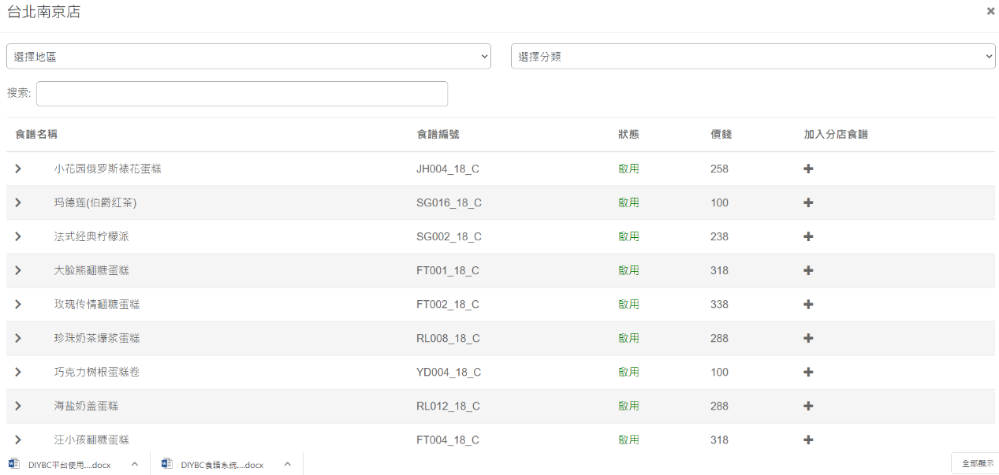 台北南京店
選擇地區 選擇分類
搜索:
食譜名稱 食譜編號 狀態 價錢 加入分店食譜
小花园俄罗斯裱花蛋糕 JH004_18_C 啟用 258
玛德莲(伯爵红茶) SG016_18_C 啟用 100
法式经典柠檬派 SG002_18_C 啟用 238
大脸熊翻糖蛋糕 FT001_18_C 啟用 318
玫瑰传情翻糖蛋糕 FT002_18_C 啟用 338
珍珠奶茶爆浆蛋糕 RL008_18_C 啟用 288
巧克力树根蛋糕卷 YD004_18_C 啟用 100
海盐奶盖蛋糕 RL012_18_C 啟用 288
汪小孩翻糖蛋糕 FT004_18_C 啟用 318
DIYBC平台使用....docx DIYBC食譜系统....docx 全部顯示